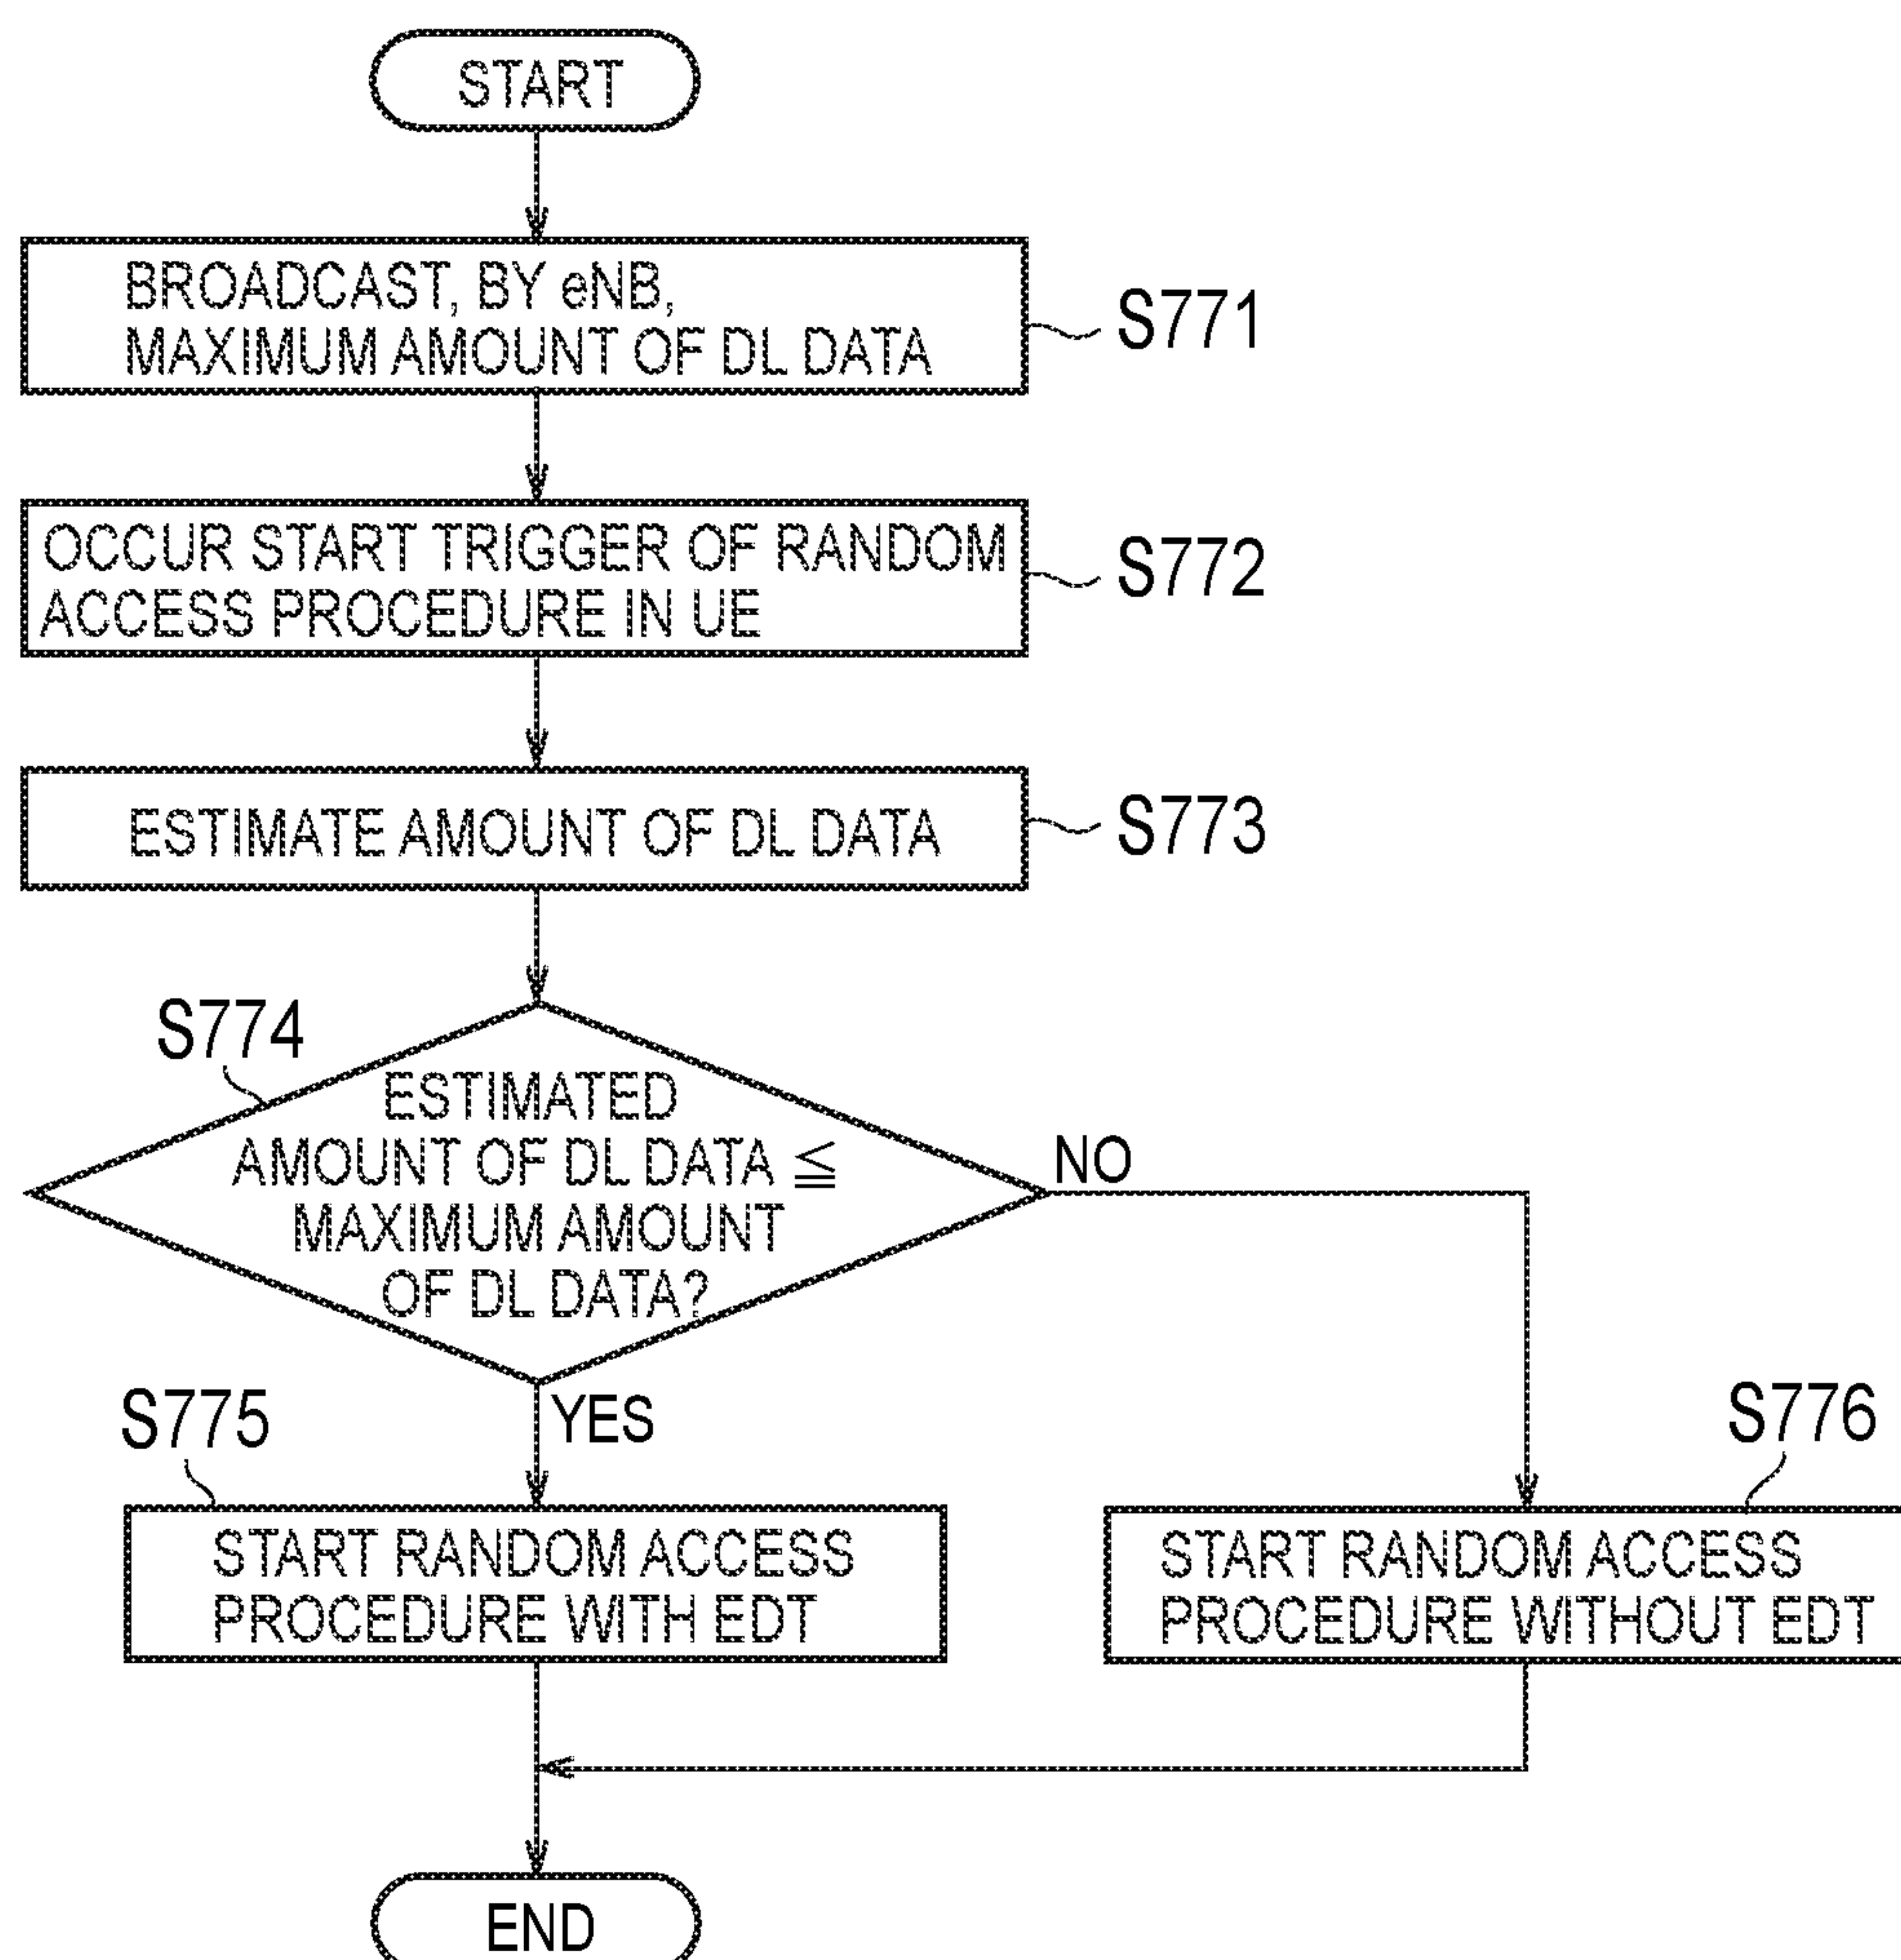 START
BROADCAST, BY eNB,
MAXIMUM AMOUNT OF DL DATA
S771
OCCUR START TRIGGER OF RANDOM
ACCESS PROCEDURE IN UE
S772
ESTIMATE AMOUNT OF DL DATA
S773
S774
ESTIMATED
AMOUNT OF DL DATA ≦
MAXIMUM AMOUNT
OF DL DATA?
NO
YES
S775
START RANDOM ACCESS
PROCEDURE WITH EDT
S776
START RANDOM ACCESS
PROCEDURE WITHOUT EDT
END